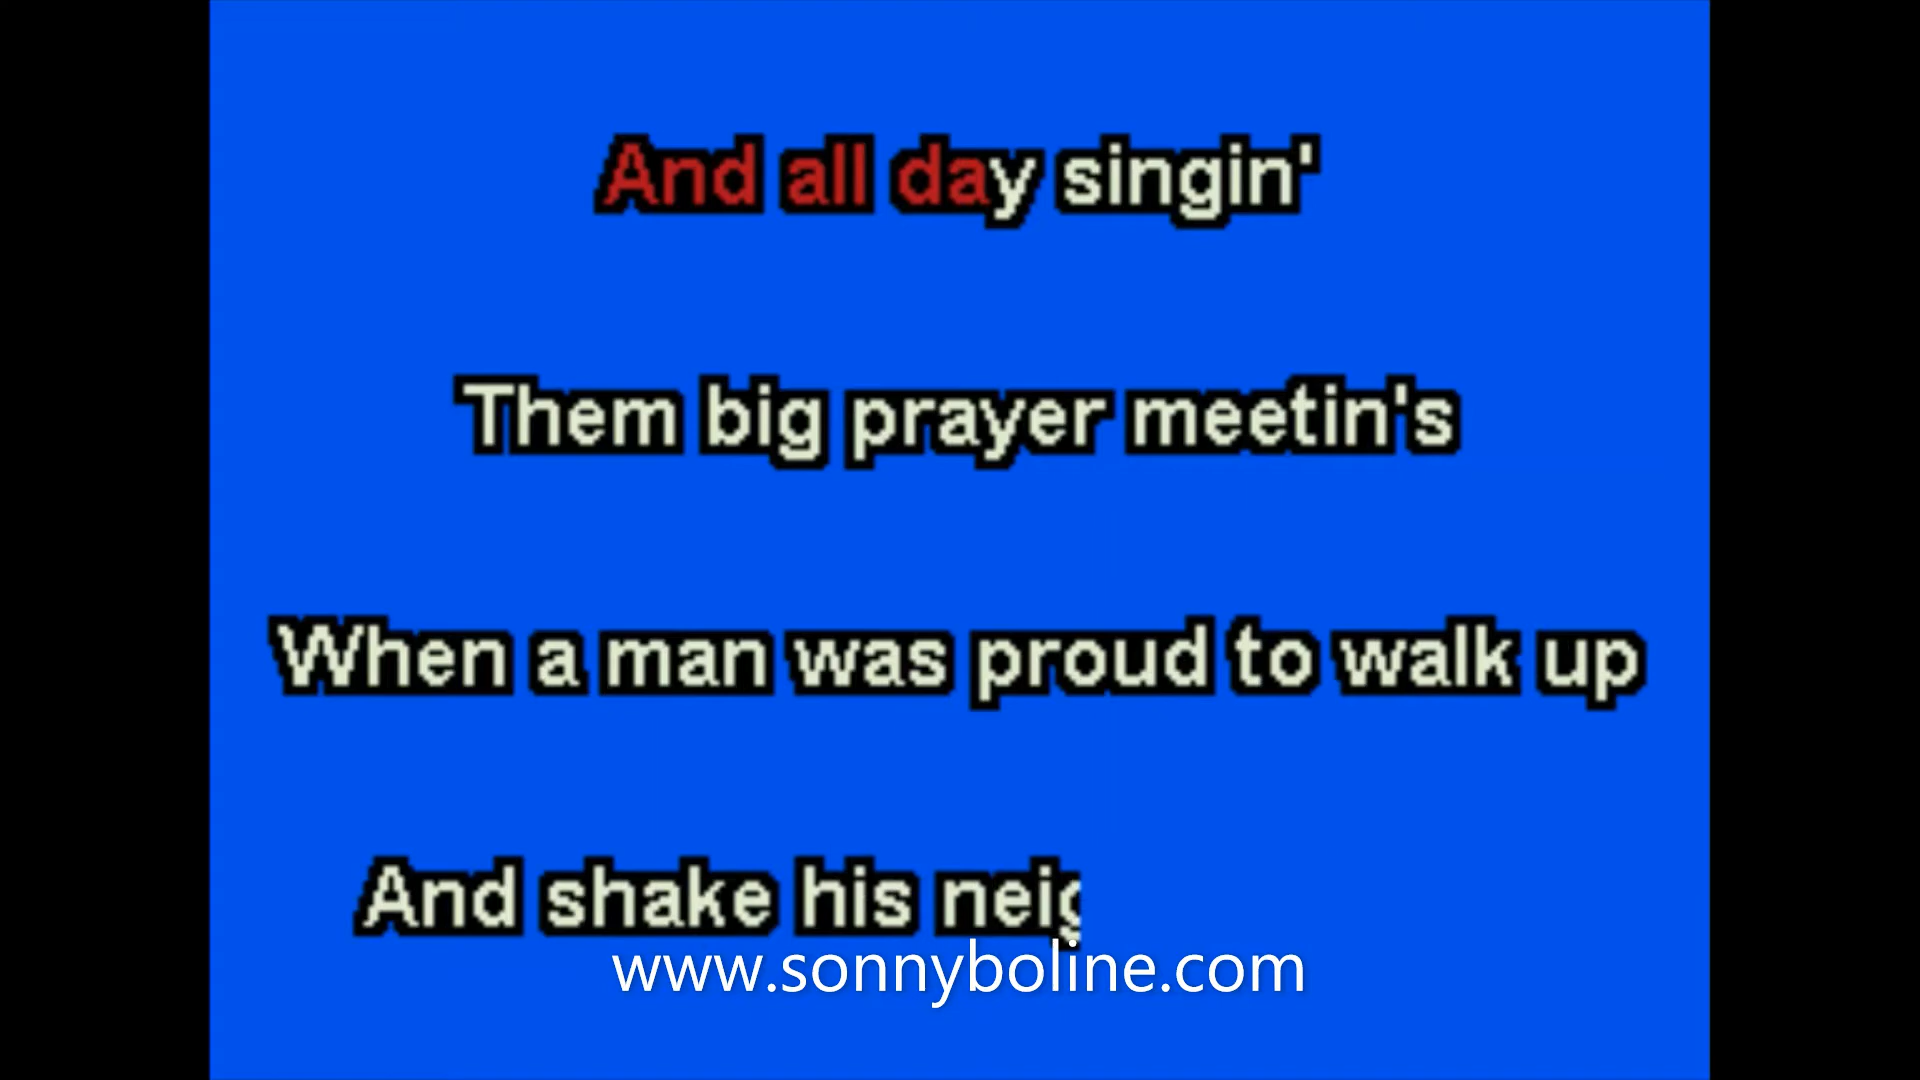 And all day singin'
Them big prayer meetin's
When a man was proud to walk up
And shake his neig
www.sonnyboline.com